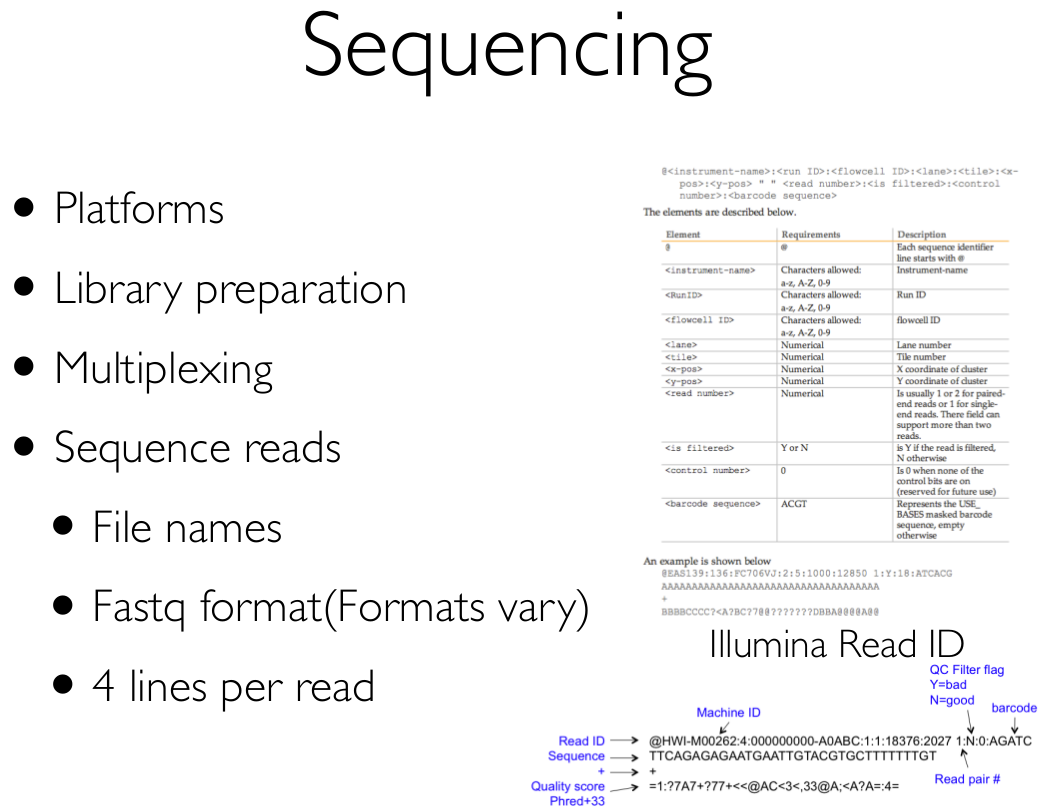 Sequencing
• Platforms
• Library preparation
• Multiplexing
• Sequence reads
• File names
• Fastq format(Formats vary)
• 4 lines per read
@<instrument-name>:<run ID>:<flowcell ID>:<lane>:<tile>:<x-
pos>:<y-pos> " " <read number>:<is filtered>:<control
number>:<barcode sequence>
The elements are described below.
Element Requirements Description
@ @ Each sequence identifier
line starts with @
<instrument-name> Characters allowed: Instrument-name
a-z, A-Z, 0-9
<RunID> Characters allowed: Run ID
a-z, A-Z, 0-9
<flowcell ID> Characters allowed: flowcell ID
a-z, A-Z, 0-9
<lane> Numerical Lane number
<tile> Numerical Tile number
<x-pos> Numerical X coordinate of cluster
<y-pos> Numerical Y coordinate of cluster
<read number> Numerical Is usually 1 or 2 for paired-
end reads or 1 for single-
end reads. There field can
support more than two
reads.
<is filtered> Y or N is Y if the read is filtered,
N otherwise
<control number> 0 Is 0 when none of the
control bits are on
(reserved for future use)
<barcode sequence> ACGT Represents the USE_
BASES masked barcode
sequence, empty
otherwise
An example is shown below
@EAS139:136:FC706VJ:2:5:1000:12850 1:Y:18:ATCACG
AAAAAAAAAAAAAAAAAAAAAAAAAAAAAAAAAAAA
+
BBBBCCCC?<A?BC?7@@???????DBBA@@@@A@@
Illumina Read ID
QC Filter flag
Y=bad
N=good
barcode
Machine ID
Read ID @HWI-M00262:4:000000000-A0ABC:1:1:18376:2027 1:N:0:AGATC
Sequence TTCAGAGAGAATGAATTGTACGTGCTTTTTTTGT
+ +
Read pair #
Quality score =1:?7A7+?77+<<@AC<3<,33@A;<A?A=:4=
Phred+33